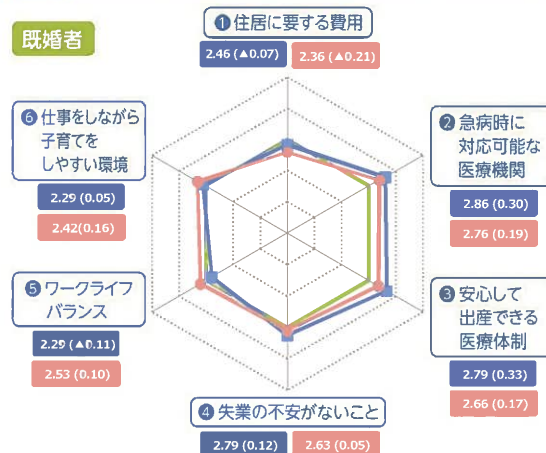 既婚者
❶住居に要する費用
2.46 (▲0.07)
2.36 (▲0.21)
❷急病時に
対応可能な
医療機関
2.86 (0.30)
2.76 (0.19)
❸安心して
出産できる
医療体制
2.79 (0.33)
2.66 (0.17)
❹失業の不安がないこと
2.79 (0.12)
2.63 (0.05)
❺ワークライフ
バランス
2.29 (▲0.11)
2.53 (0.10)
❻仕事をしながら
子育てを
しやすい環境
2.29 (0.05)
2.42(0.16)